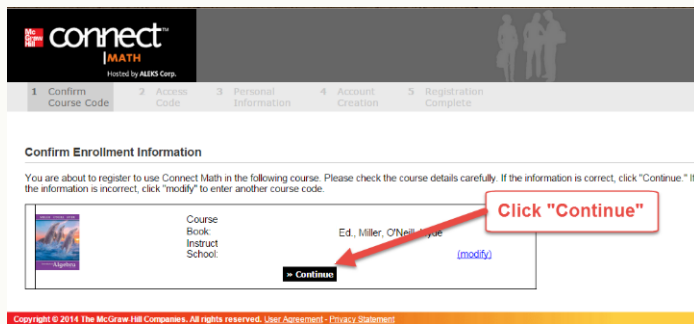 Mc Graw Hill connect™
MATH
Hosted by ALEKS Corp.
1 Confirm Course Code 2 Access Code 3 Personal Information 4 Account Creation 5 Registration Complete
Confirm Enrollment Information
You are about to register to use Connect Math in the following course. Please check the course details carefully. If the information is correct, click "Continue." If
the information is incorrect, click "modify" to enter another course code.
Click "Continue"
Course
Book: Ed., Miller, O'Neill,
Instruct
School: (modify)
Algebra
» Continue
Copyright © 2014 The McGraw-Hill Companies. All rights reserved. User Agreement - Privacy Statement